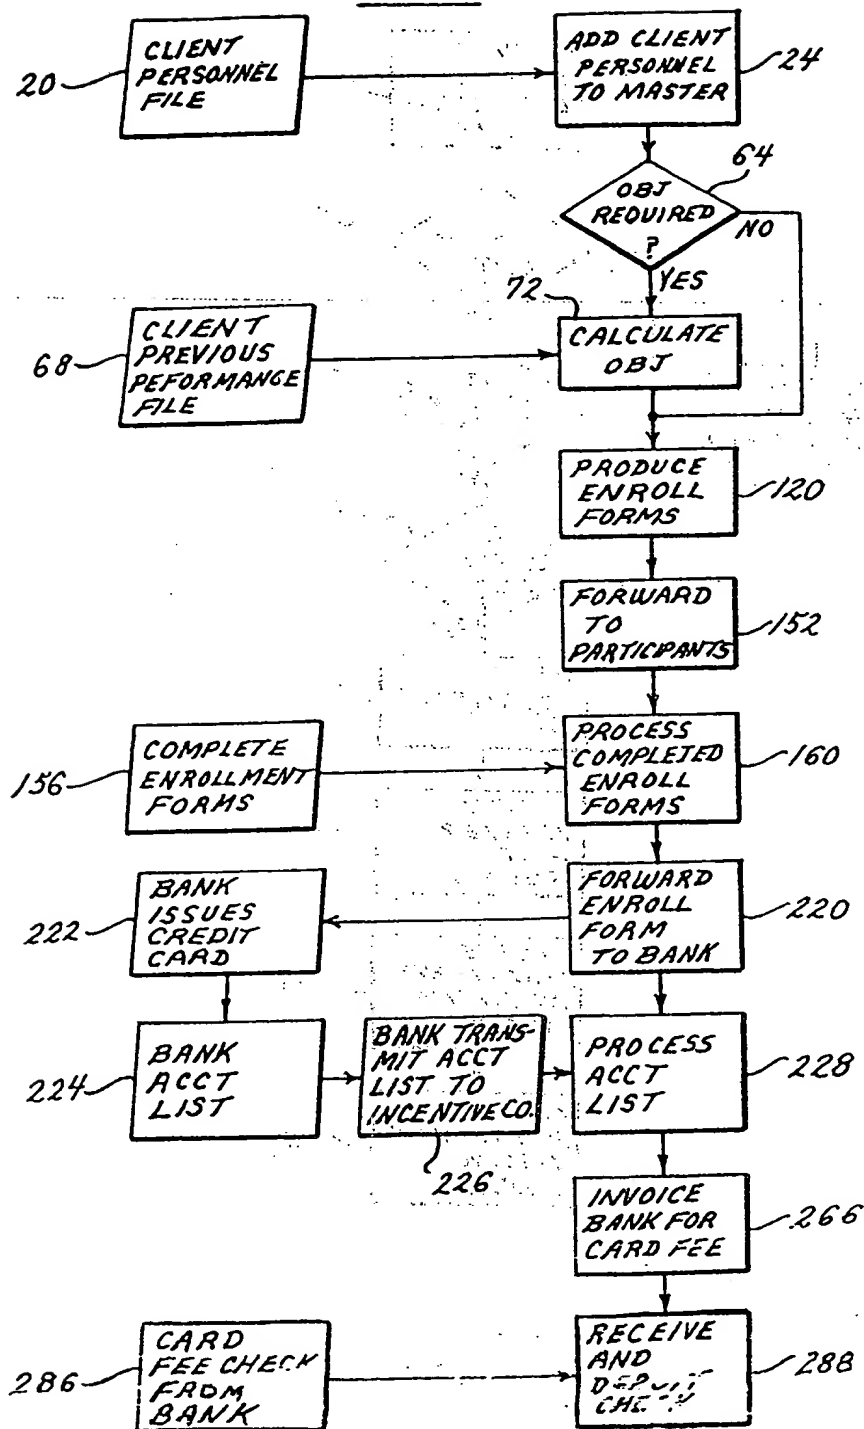 CLIENT
PERSONNEL
FILE
20
ADD CLIENT
PERSONNEL
TO MASTER
24
OBJ
REQUIRED
?
64
NO
YES
72
CLIENT
PREVIOUS
PEFORMANCE
FILE
68
CALCULATE
OBJ
PRODUCE
ENROLL
FORMS
120
FORWARD
TO
PARTICIPANTS
152
COMPLETE
ENROLLMENT
FORMS
156
PROCESS
COMPLETED
ENROLL
FORMS
160
BANK
ISSUES
CREDIT
CARD
222
FORWARD
ENROLL
FORM
TO BANK
220
BANK
ACCT
LIST
224
BANK TRANS-
MIT ACCT
LIST TO
INCENTIVE CO.
226
PROCESS
ACCT
LIST
228
INVOICE
BANK FOR
CARD FEE
266
CARD
FEE CHECK
FROM
BANK
286
RECEIVE
AND
DEPOSIT
CHECK
288